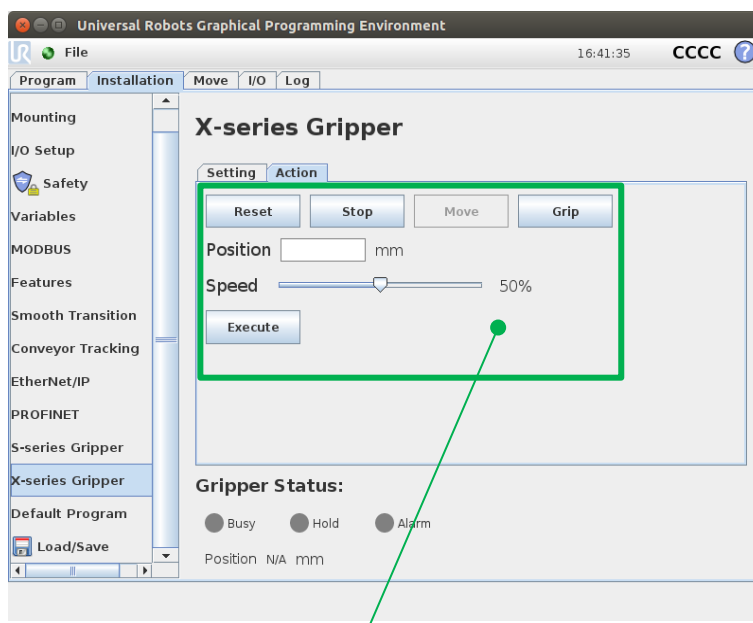 Universal Robots Graphical Programming Environment
UR File 16:41:35 CCCC ?
Program Installation Move I/O Log
Mounting
I/O Setup
Safety
Variables
MODBUS
Features
Smooth Transition
Conveyor Tracking
EtherNet/IP
PROFINET
S-series Gripper
X-series Gripper
Default Program
Load/Save
X-series Gripper
Setting Action
Reset Stop Move Grip
Position mm
Speed 50%
Execute
Gripper Status:
Busy Hold Alarm
Position N/A mm